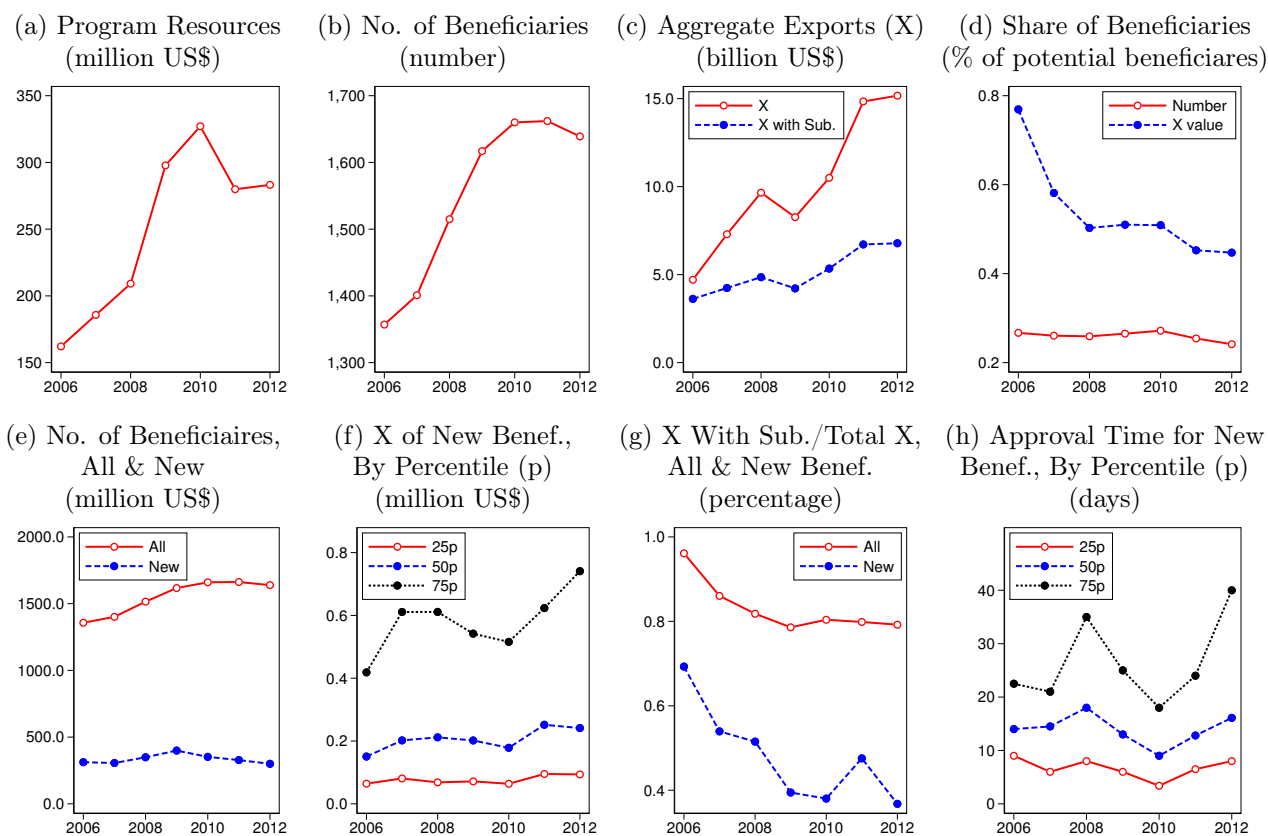 (a) Program Resources
(million US$)
350
300
250
200
150
2006 2008 2010 2012
(b) No. of Beneficiaries
(number)
1,700
1,600
1,500
1,400
1,300
2006 2008 2010 2012
(c) Aggregate Exports (X)
(billion US$)
X
X with Sub.
15.0
10.0
5.0
0.0
2006 2008 2010 2012
(d) Share of Beneficiaries
(% of potential beneficiares)
Number
X value
0.8
0.6
0.4
0.2
2006 2008 2010 2012
(e) No. of Beneficiaires,
All & New
(million US$)
All
New
2000.0
1500.0
1000.0
500.0
0.0
2006 2008 2010 2012
(f) X of New Benef.,
By Percentile (p)
(million US$)
25p
50p
75p
0.8
0.6
0.4
0.2
0.0
2006 2008 2010 2012
(g) X With Sub./Total X,
All & New Benef.
(percentage)
All
New
1.0
0.8
0.6
0.4
2006 2008 2010 2012
(h) Approval Time for New
Benef., By Percentile (p)
(days)
25p
50p
75p
40
30
20
10
0
2006 2008 2010 2012